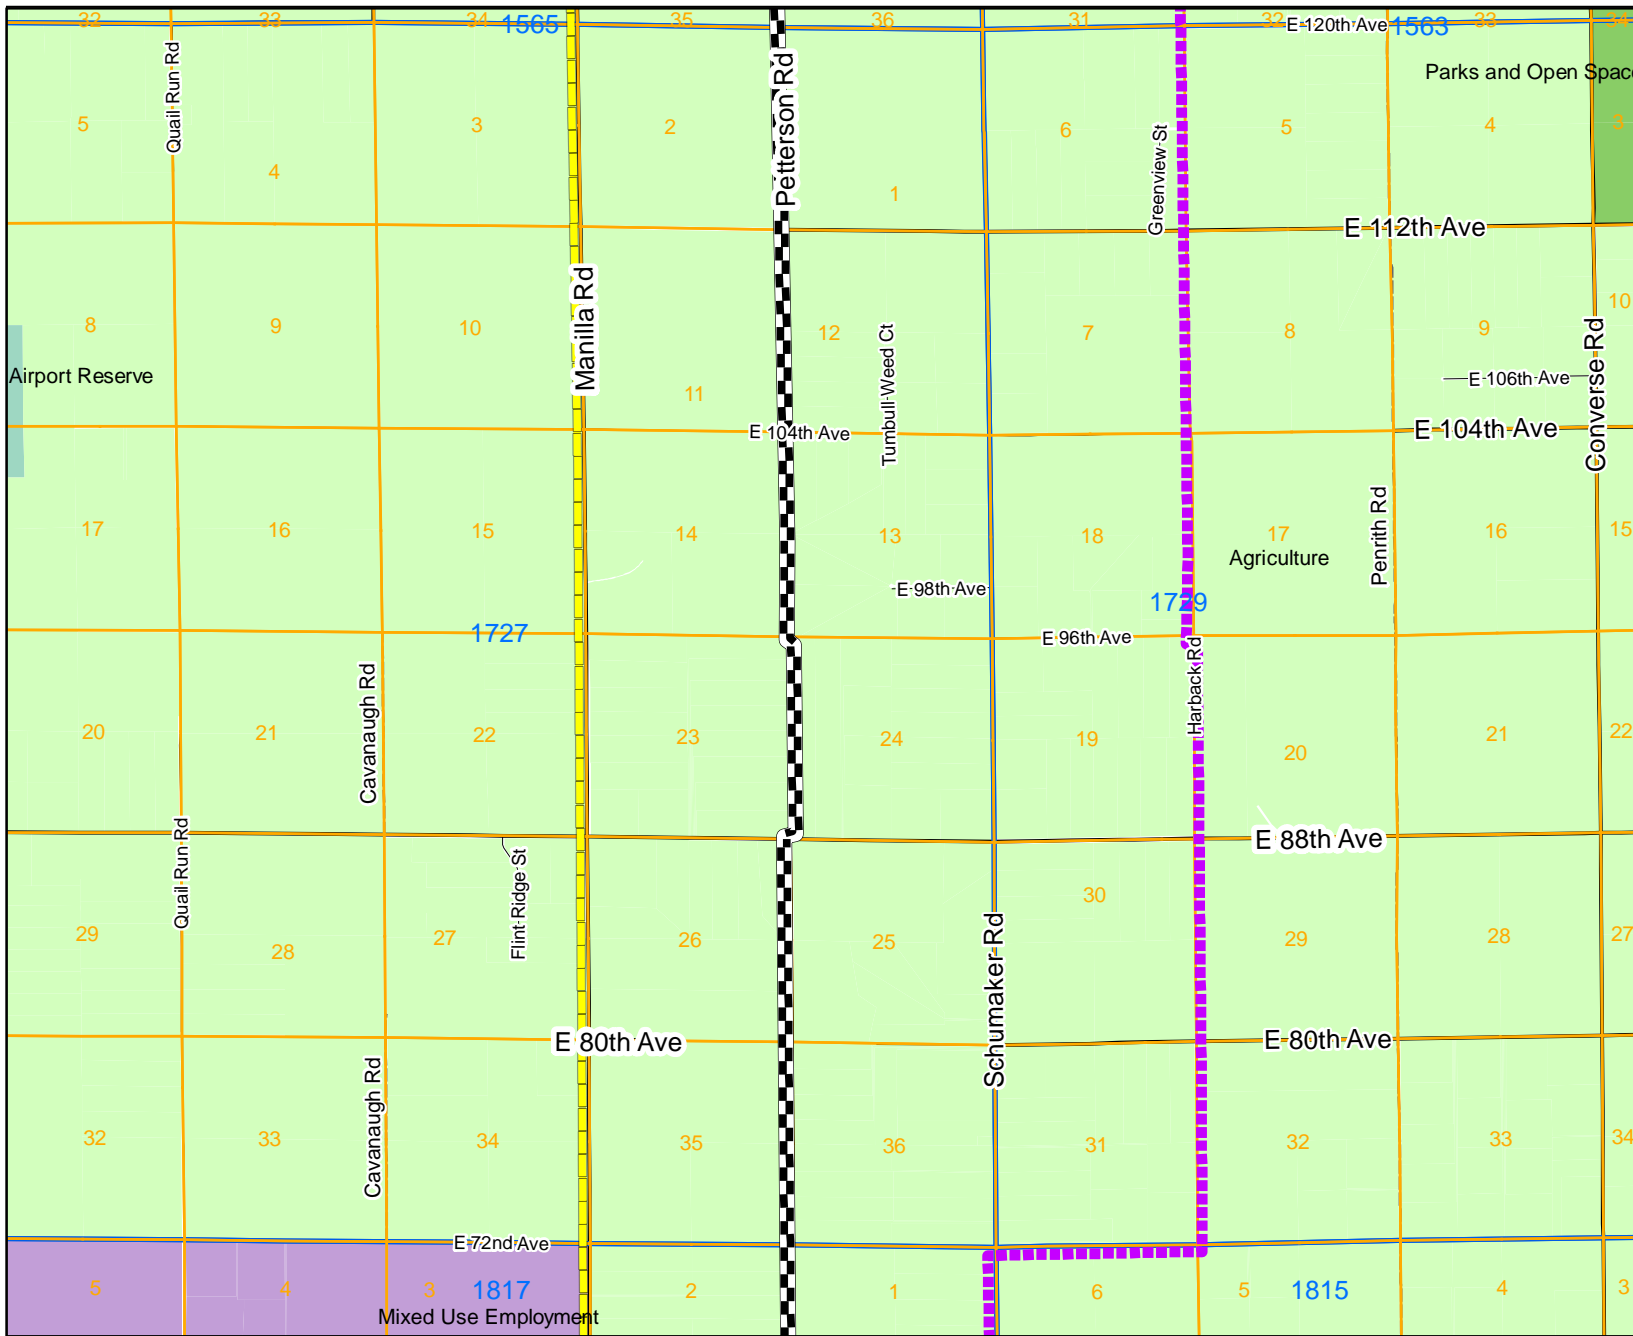 32
33
34
1565
35
36
31
32
E 120th Ave
1563
33
34
Quail Run Rd
Petterson Rd
Parks and Open Space
5
4
3
2
1
6
Greenview St
5
4
3
E 112th Ave
Manilla Rd
8
9
10
11
12
Tumbull Weed Ct
7
8
9
10
Converse Rd
Airport Reserve
E 106th Ave
E 104th Ave
E 104th Ave
17
16
15
14
13
18
17
Agriculture
Penrith Rd
16
15
E 98th Ave
1729
1727
E 96th Ave
Harback Rd
Cavanaugh Rd
20
21
22
23
24
19
20
21
22
Quail Run Rd
E 88th Ave
Flint Ridge St
29
28
27
26
25
30
29
28
27
Schumaker Rd
E 80th Ave
E 80th Ave
Cavanaugh Rd
32
33
34
35
36
31
32
33
34
E 72nd Ave
5
4
3
1817
2
1
6
5
1815
4
3
Mixed Use Employment